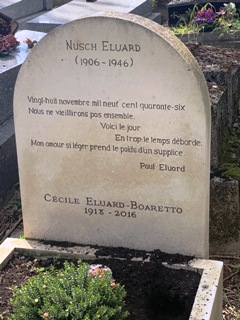 NUSCH ELUARD
(1906-1946)
Vingt-huit novembre mil neuf cent quarante-six
Nous ne vieillirons pas ensemble.
Voici le jour
En trop: le temps déborde.
Mon amour si léger prend le poids d'un supplice
Paul Eluard
CÉCILE ELUARD-BOARETTO
1918 - 2016